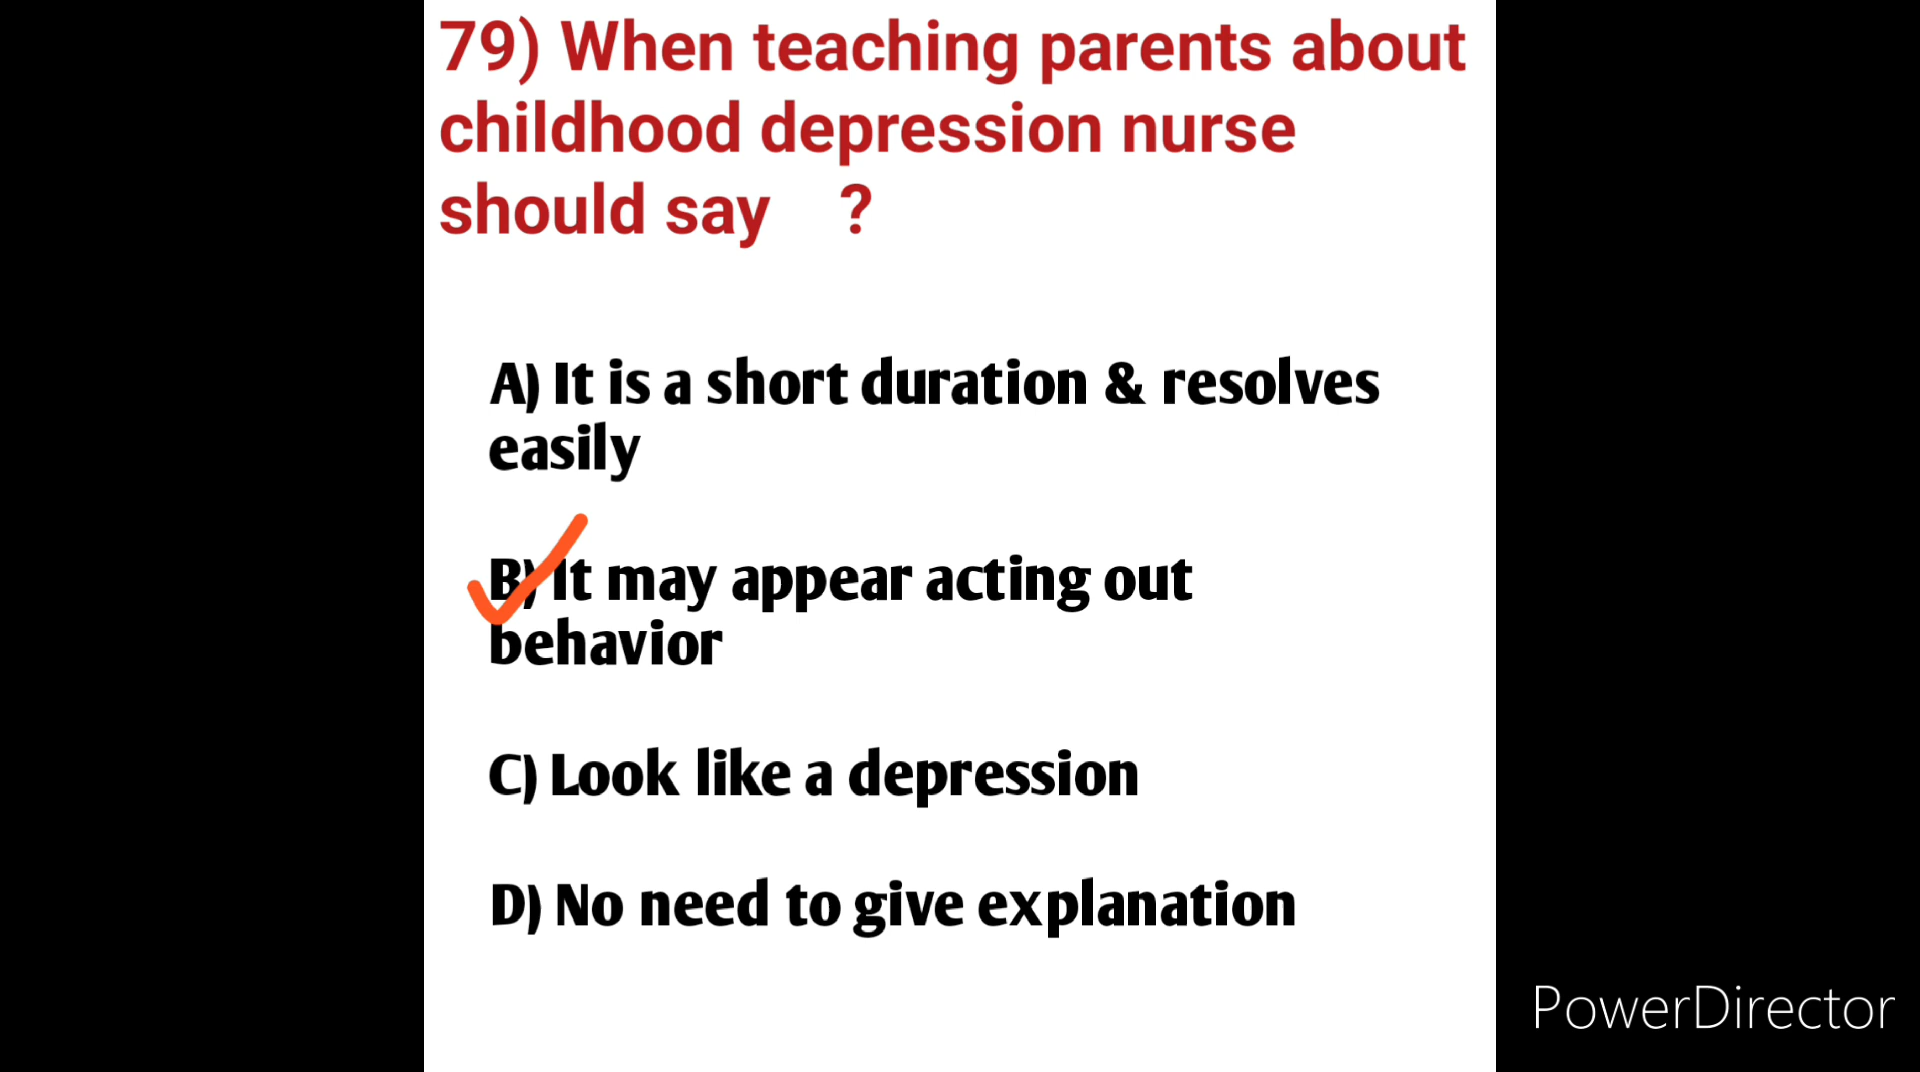 79) When teaching parents about
childhood depression nurse
should say ?
A) It is a short duration & resolves
easily
B) It may appear acting out
behavior
C) Look like a depression
D) No need to give explanation
PowerDirector